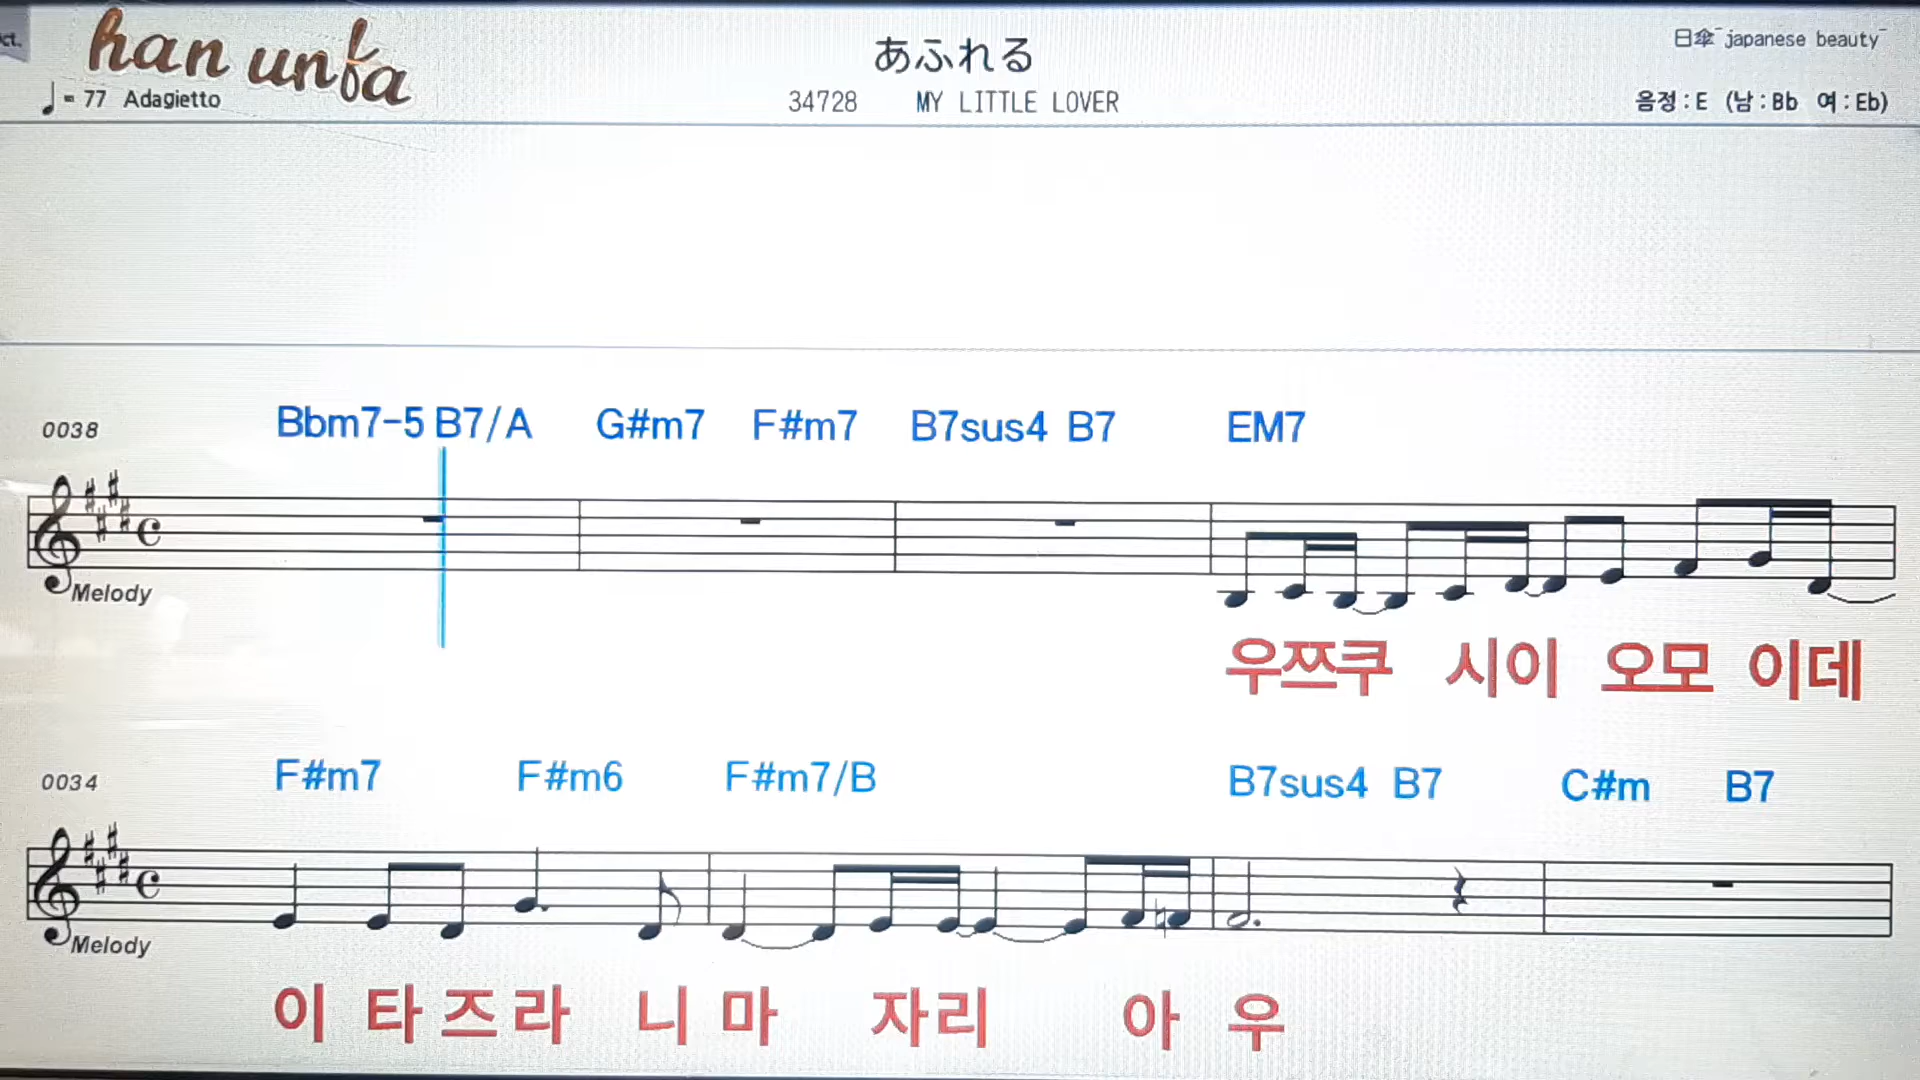 ct.
han unfa
あふれる
日傘~japanese beauty~
♩= 77 Adagietto
34728 MY LITTLE LOVER
음정:E (남:Bb 여:Eb)
0038 Bbm7-5 B7/A G#m7 F#m7 B7sus4 B7 EM7
Melody
우쯔쿠 시이 오모 이데
0034 F#m7 F#m6 F#m7/B B7sus4 B7 C#m B7
Melody
이 타즈라 니 마 자리 아 우